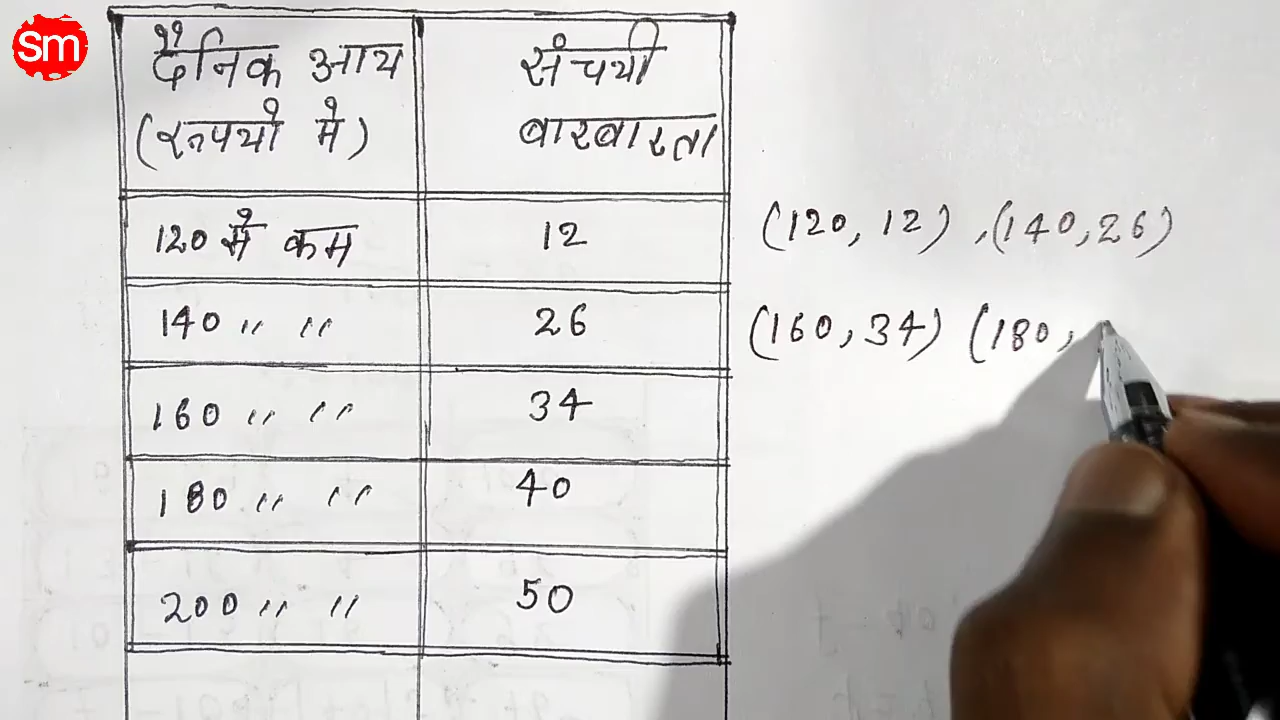 Sm
दैनिक आय
(रुपयो मे)
संचयी
बारबारता
120 से कम
12
140 " "
26
160 " "
34
180 " "
40
200 " "
50
(120, 12) , (140, 26)
(160, 34) (180,